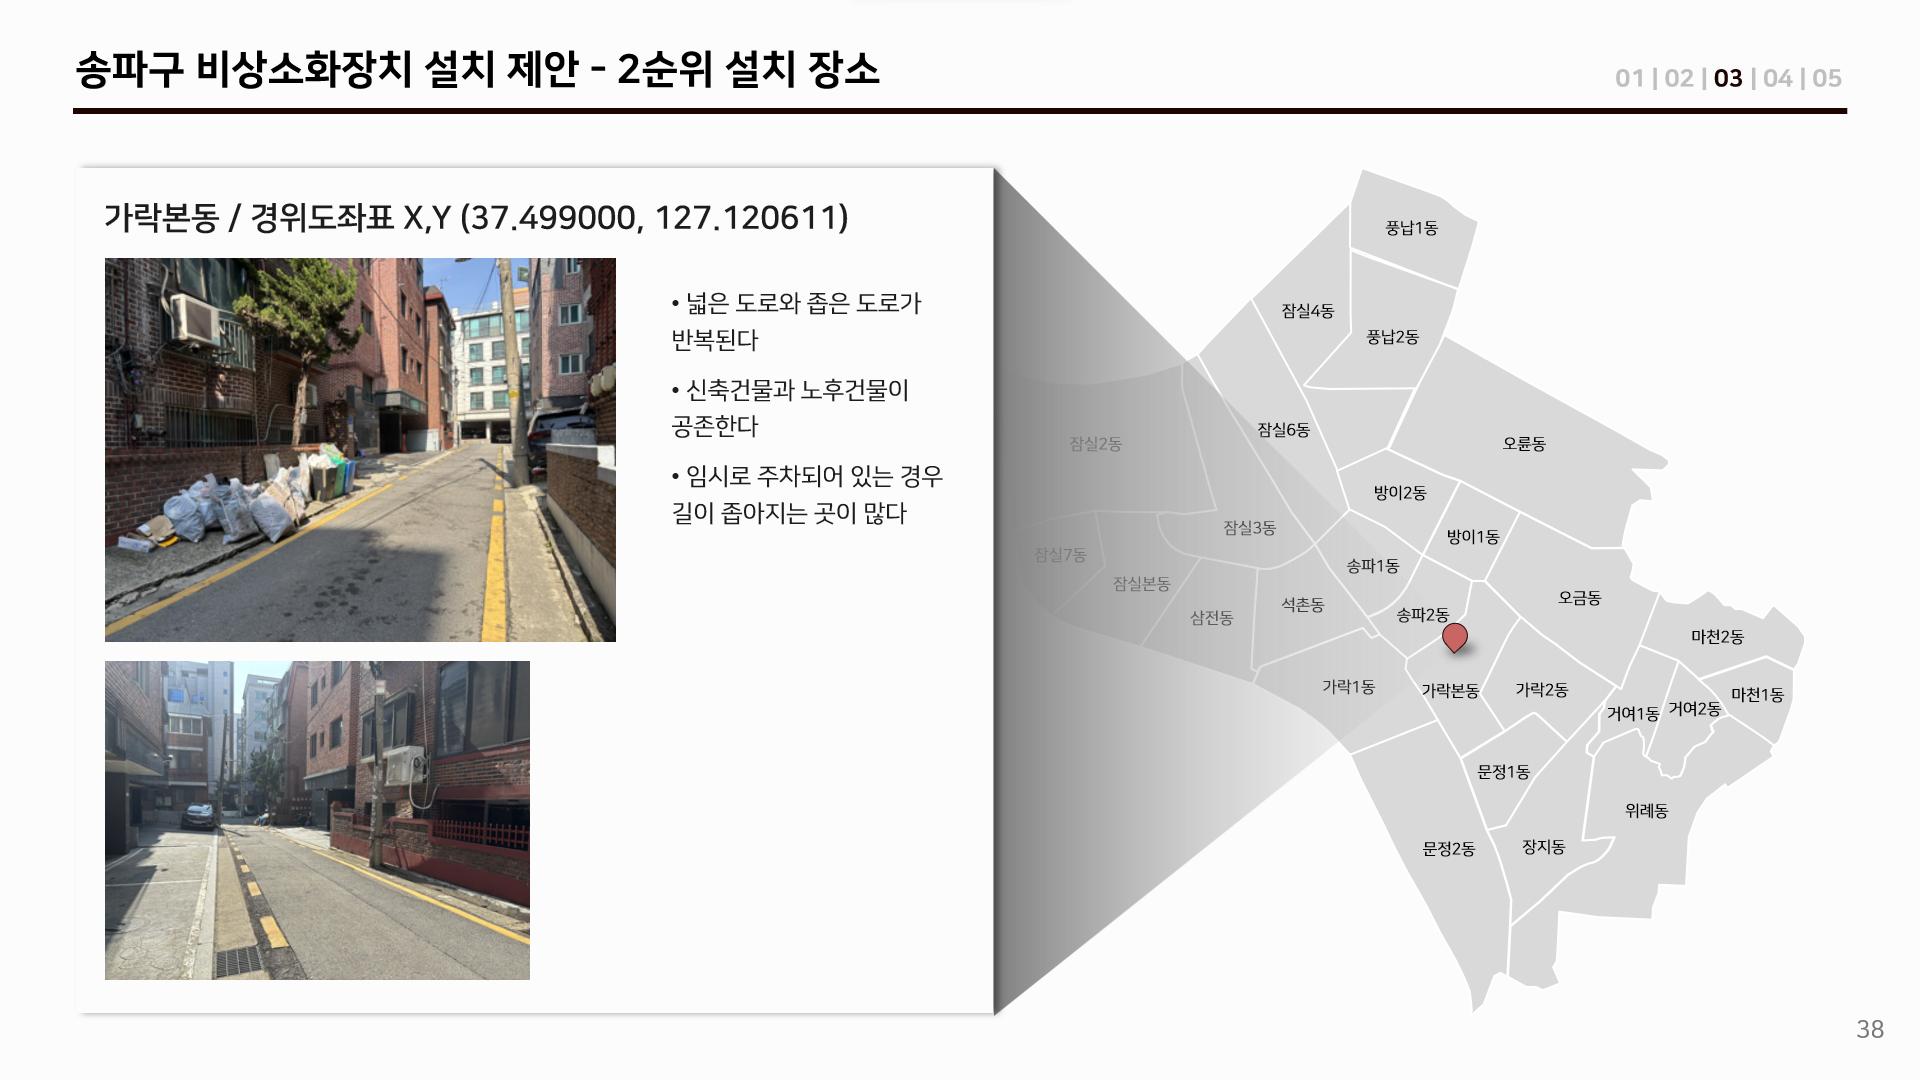 송파구 비상소화장치 설치 제안 - 2순위 설치 장소
01 | 02 | 03 | 04 | 05
가락본동 / 경위도좌표 X,Y (37.499000, 127.120611)
• 넓은 도로와 좁은 도로가
반복된다
• 신축건물과 노후건물이
공존한다
• 임시로 주차되어 있는 경우
길이 좁아지는 곳이 많다
풍납1동
잠실4동
풍납2동
잠실6동
오륜동
잠실2동
방이2동
잠실3동
방이1동
잠실7동
송파1동
잠실본동
오금동
석촌동
삼전동
송파2동
마천2동
가락1동
가락본동
가락2동
마천1동
거여1동
거여2동
문정1동
위례동
문정2동
장지동
38